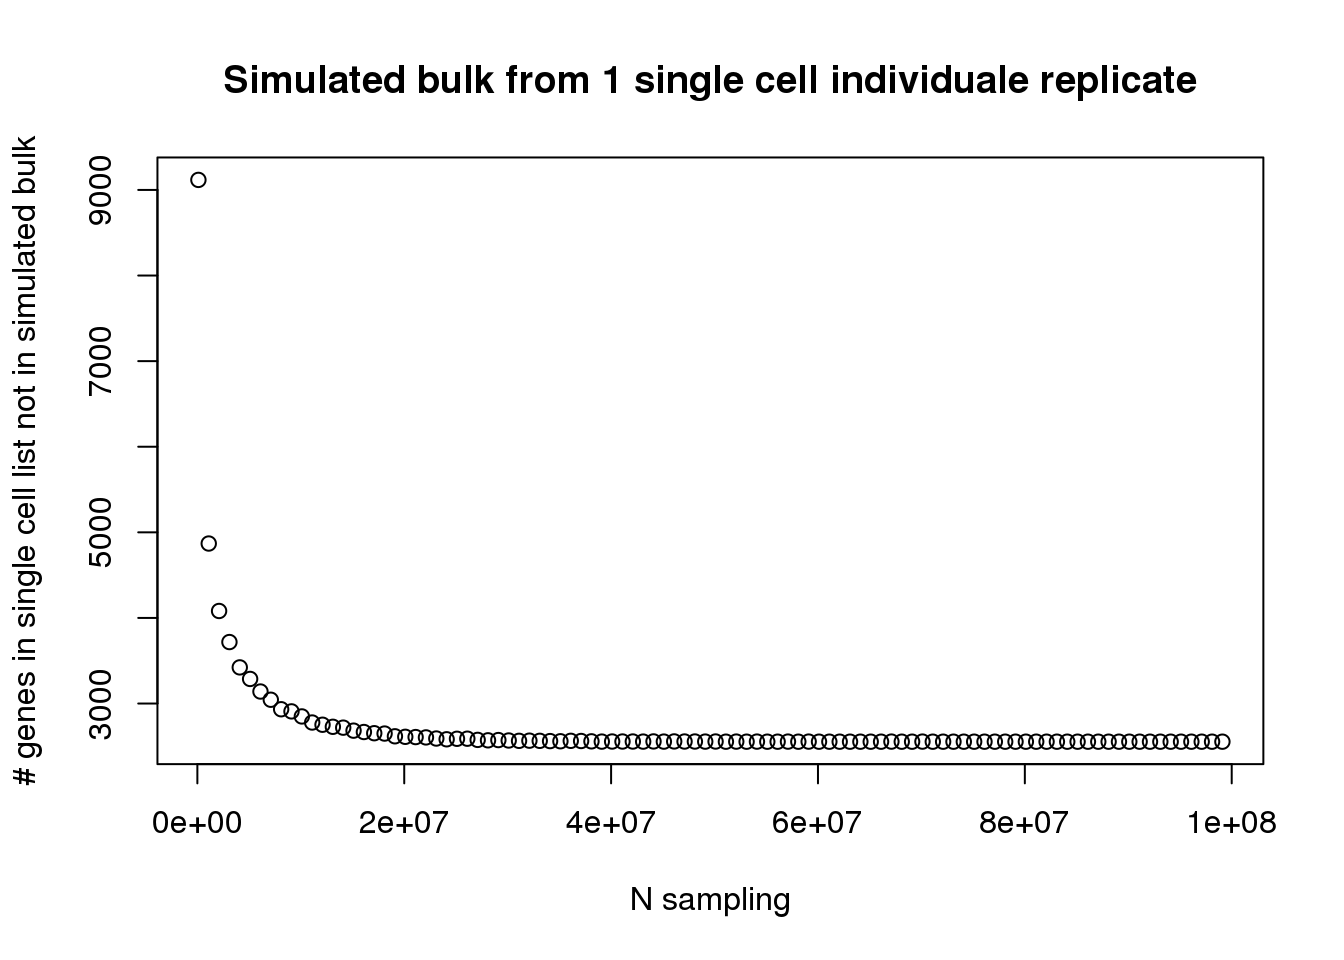 Simulated bulk from 1 single cell individuale replicate
# genes in single cell list not in simulated bulk
9000
7000
5000
3000
0e+00 2e+07 4e+07 6e+07 8e+07 1e+08
N sampling